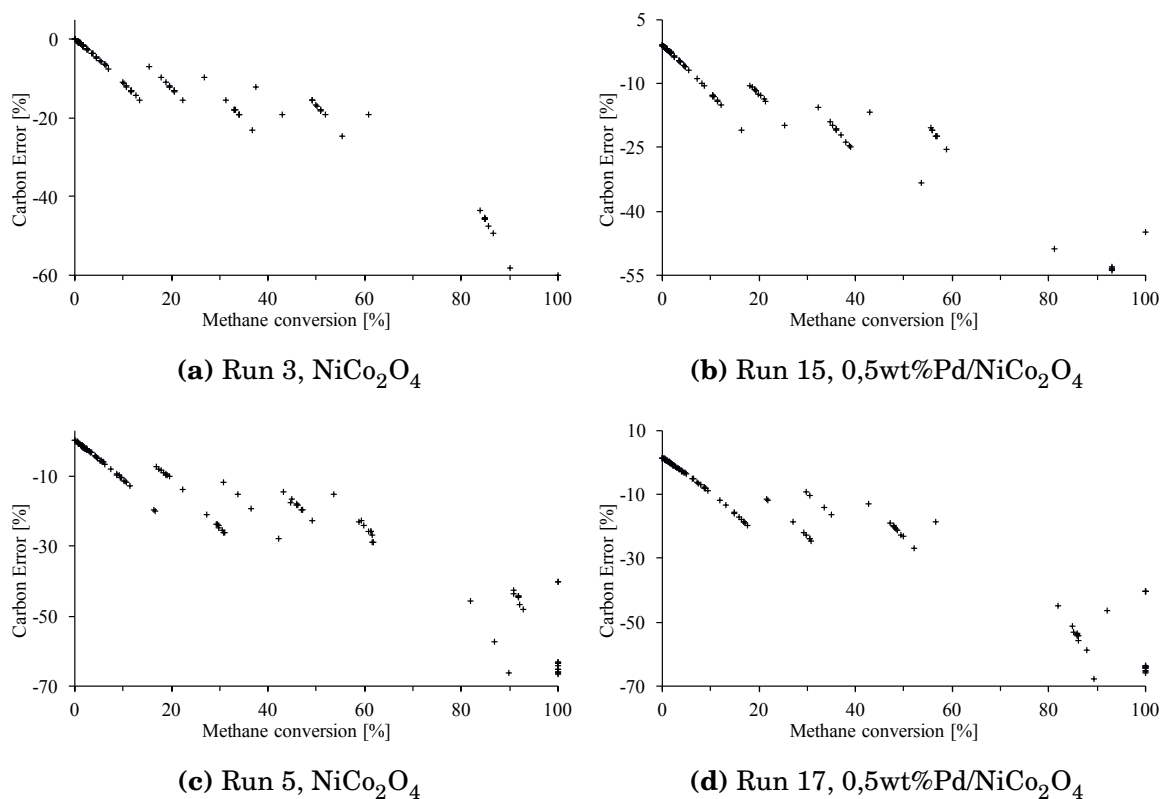 0
-20
-40
-60
Carbon Error [%]
0 20 40 60 80 100
Methane conversion [%]
(a) Run 3, NiCo₂O₄
5
-10
-25
-40
-55
Carbon Error [%]
0 20 40 60 80 100
Methane conversion [%]
(b) Run 15, 0,5wt%Pd/NiCo₂O₄
-10
-30
-50
-70
Carbon Error [%]
0 20 40 60 80 100
Methane conversion [%]
(c) Run 5, NiCo₂O₄
10
-10
-30
-50
-70
Carbon Error [%]
0 20 40 60 80 100
Methane conversion [%]
(d) Run 17, 0,5wt%Pd/NiCo₂O₄